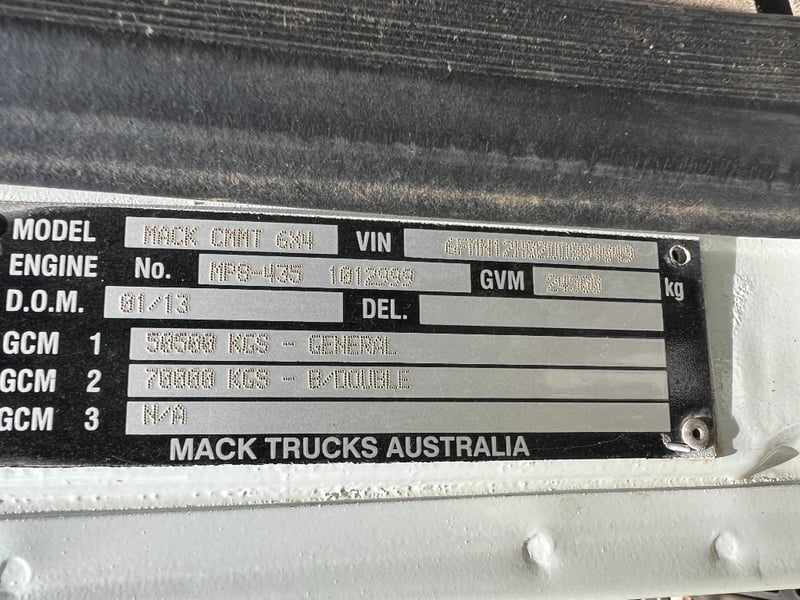 MODEL MACK CMMT 6X4 VIN
ENGINE No. MP8-435 1012999 GVM 24500 kg
D.O.M. 01/13 DEL.
GCM 1 50500 KGS - GENERAL
GCM 2 70000 KGS - B/DOUBLE
GCM 3 N/A
MACK TRUCKS AUSTRALIA